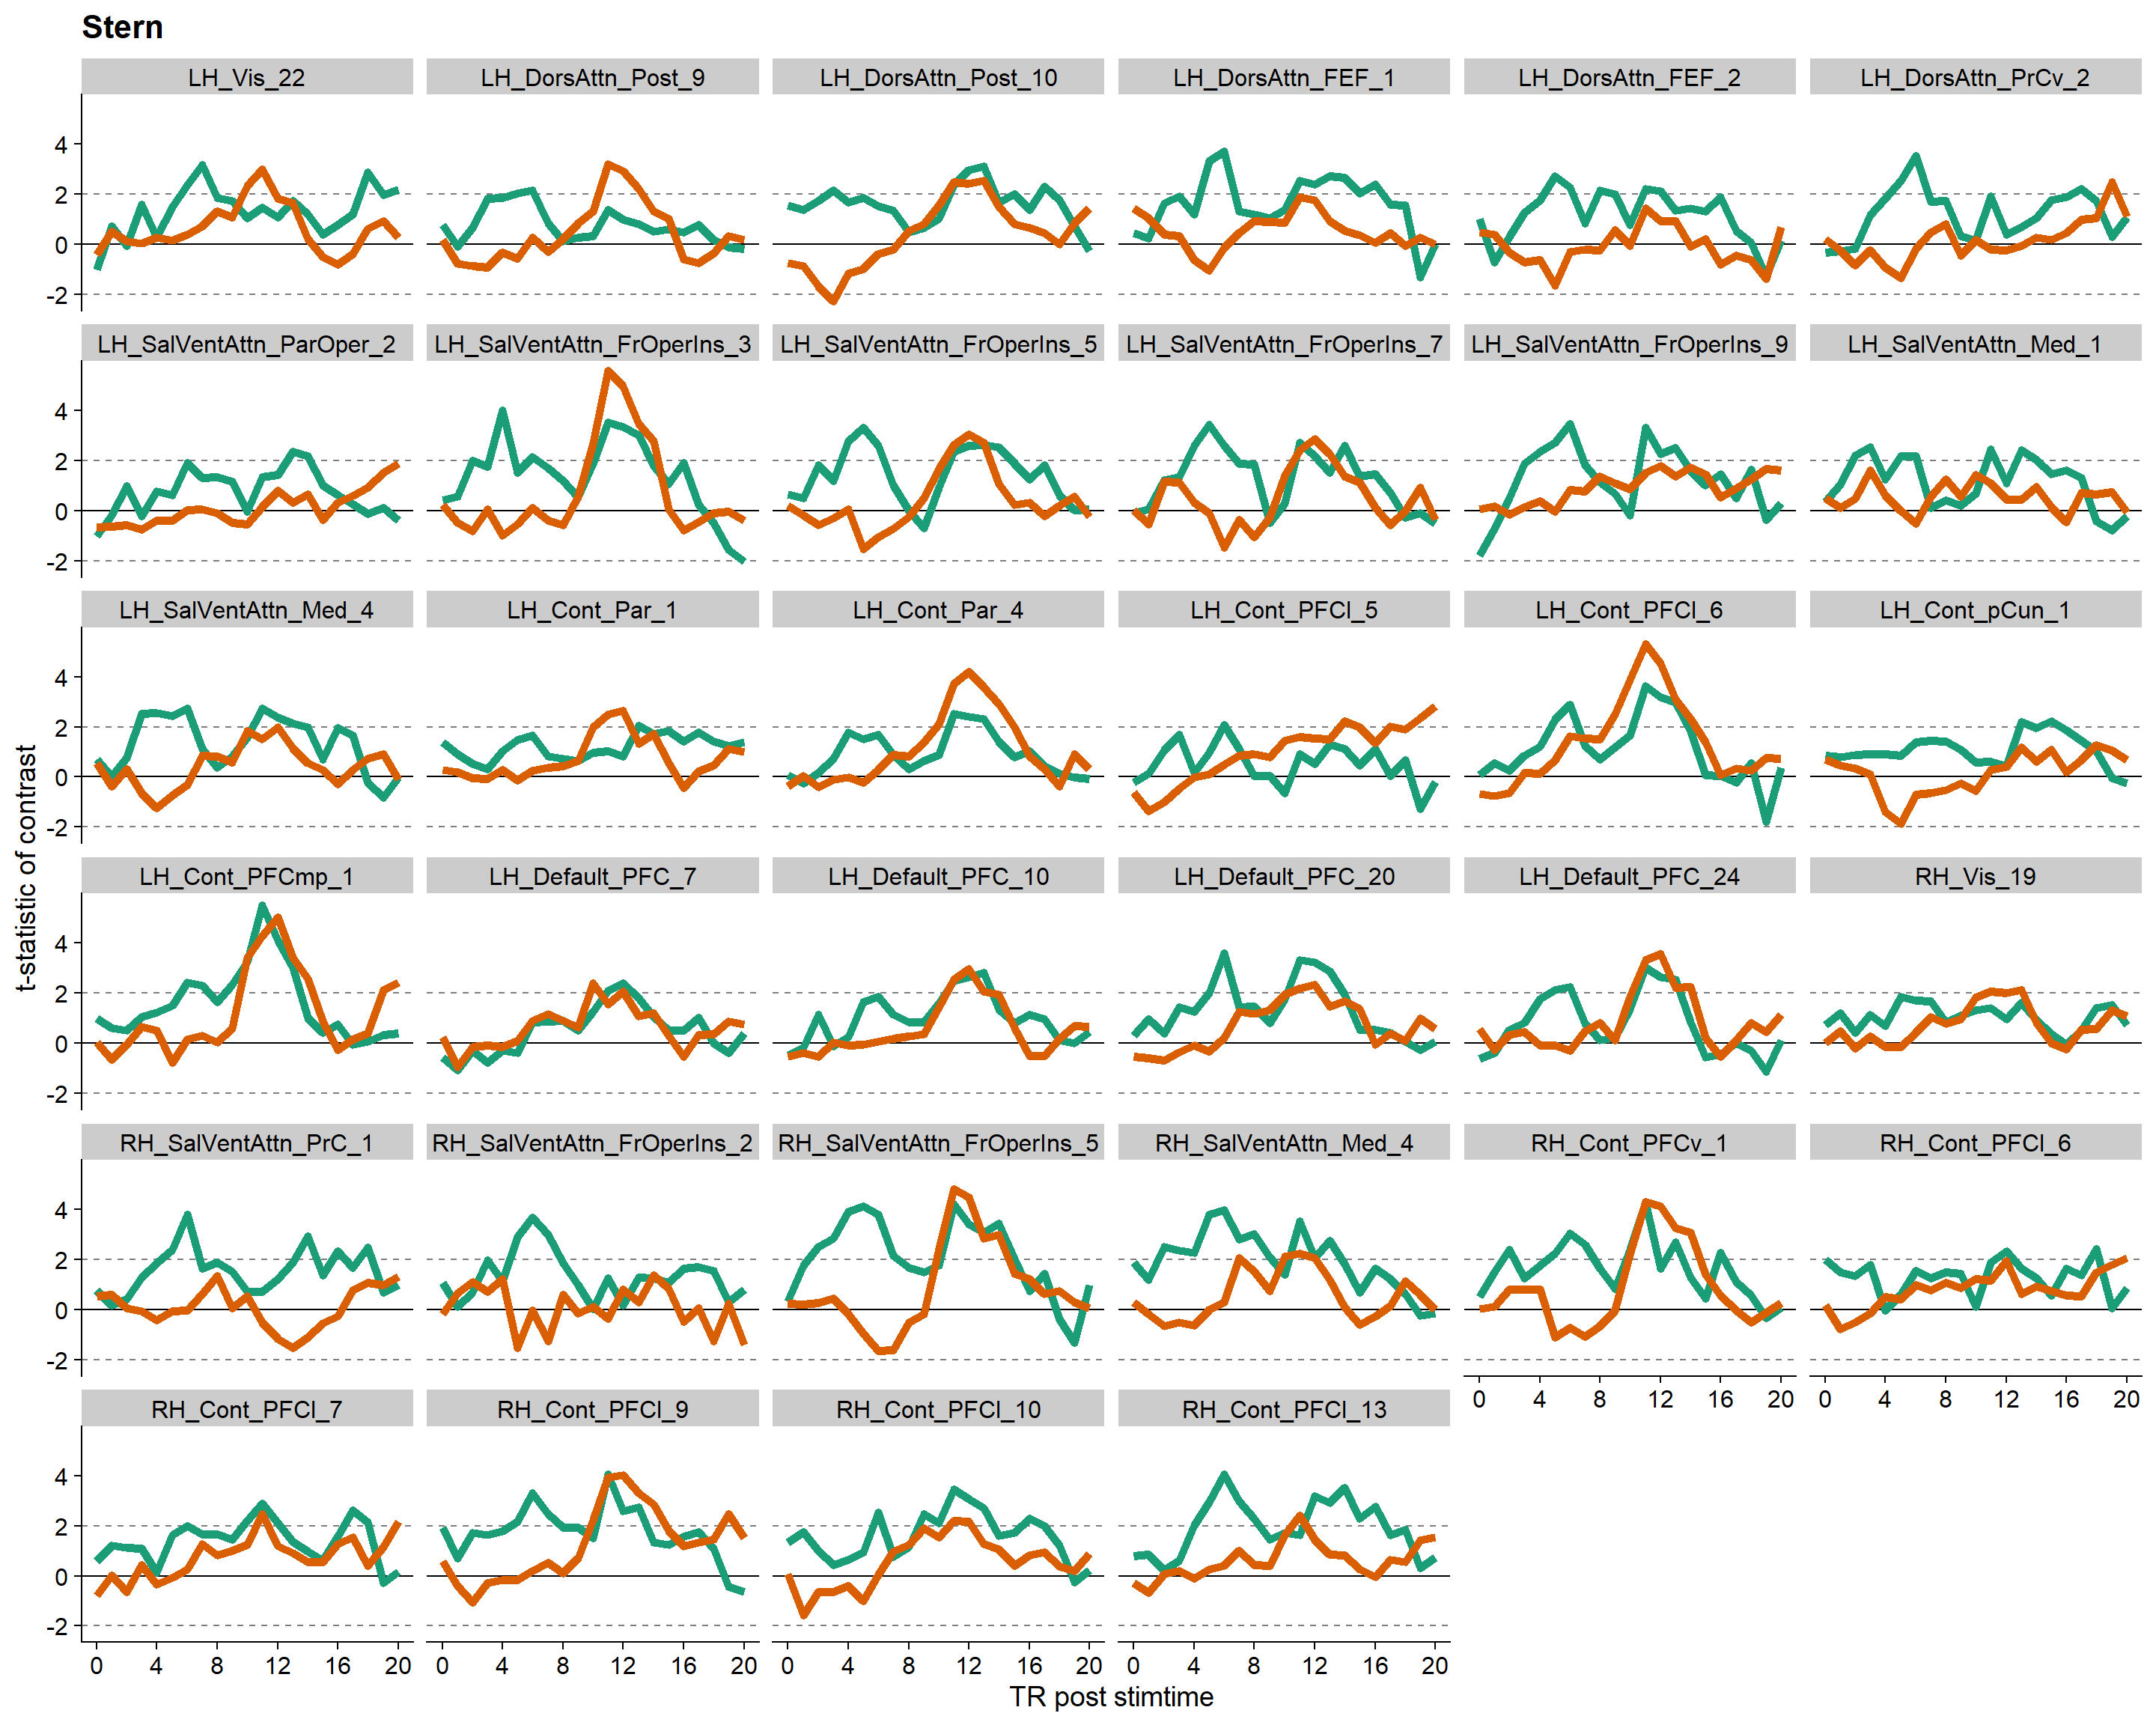 Stern
LH_Vis_22
LH_DorsAttn_Post_9
LH_DorsAttn_Post_10
LH_DorsAttn_FEF_1
LH_DorsAttn_FEF_2
LH_DorsAttn_PrCv_2
4
2
0
-2
LH_SalVentAttn_ParOper_2
LH_SalVentAttn_FrOperIns_3
LH_SalVentAttn_FrOperIns_5
LH_SalVentAttn_FrOperIns_7
LH_SalVentAttn_FrOperIns_9
LH_SalVentAttn_Med_1
4
2
0
-2
LH_SalVentAttn_Med_4
LH_Cont_Par_1
LH_Cont_Par_4
LH_Cont_PFCl_5
LH_Cont_PFCl_6
LH_Cont_pCun_1
4
2
0
-2
t-statistic of contrast
LH_Cont_PFCmp_1
LH_Default_PFC_7
LH_Default_PFC_10
LH_Default_PFC_20
LH_Default_PFC_24
RH_Vis_19
4
2
0
-2
RH_SalVentAttn_PrC_1
RH_SalVentAttn_FrOperIns_2
RH_SalVentAttn_FrOperIns_5
RH_SalVentAttn_Med_4
RH_Cont_PFCv_1
RH_Cont_PFCl_6
4
2
0
-2
0 4 8 12 16 20
0 4 8 12 16 20
RH_Cont_PFCl_7
RH_Cont_PFCl_9
RH_Cont_PFCl_10
RH_Cont_PFCl_13
4
2
0
-2
0 4 8 12 16 20
0 4 8 12 16 20
0 4 8 12 16 20
0 4 8 12 16 20
TR post stimtime